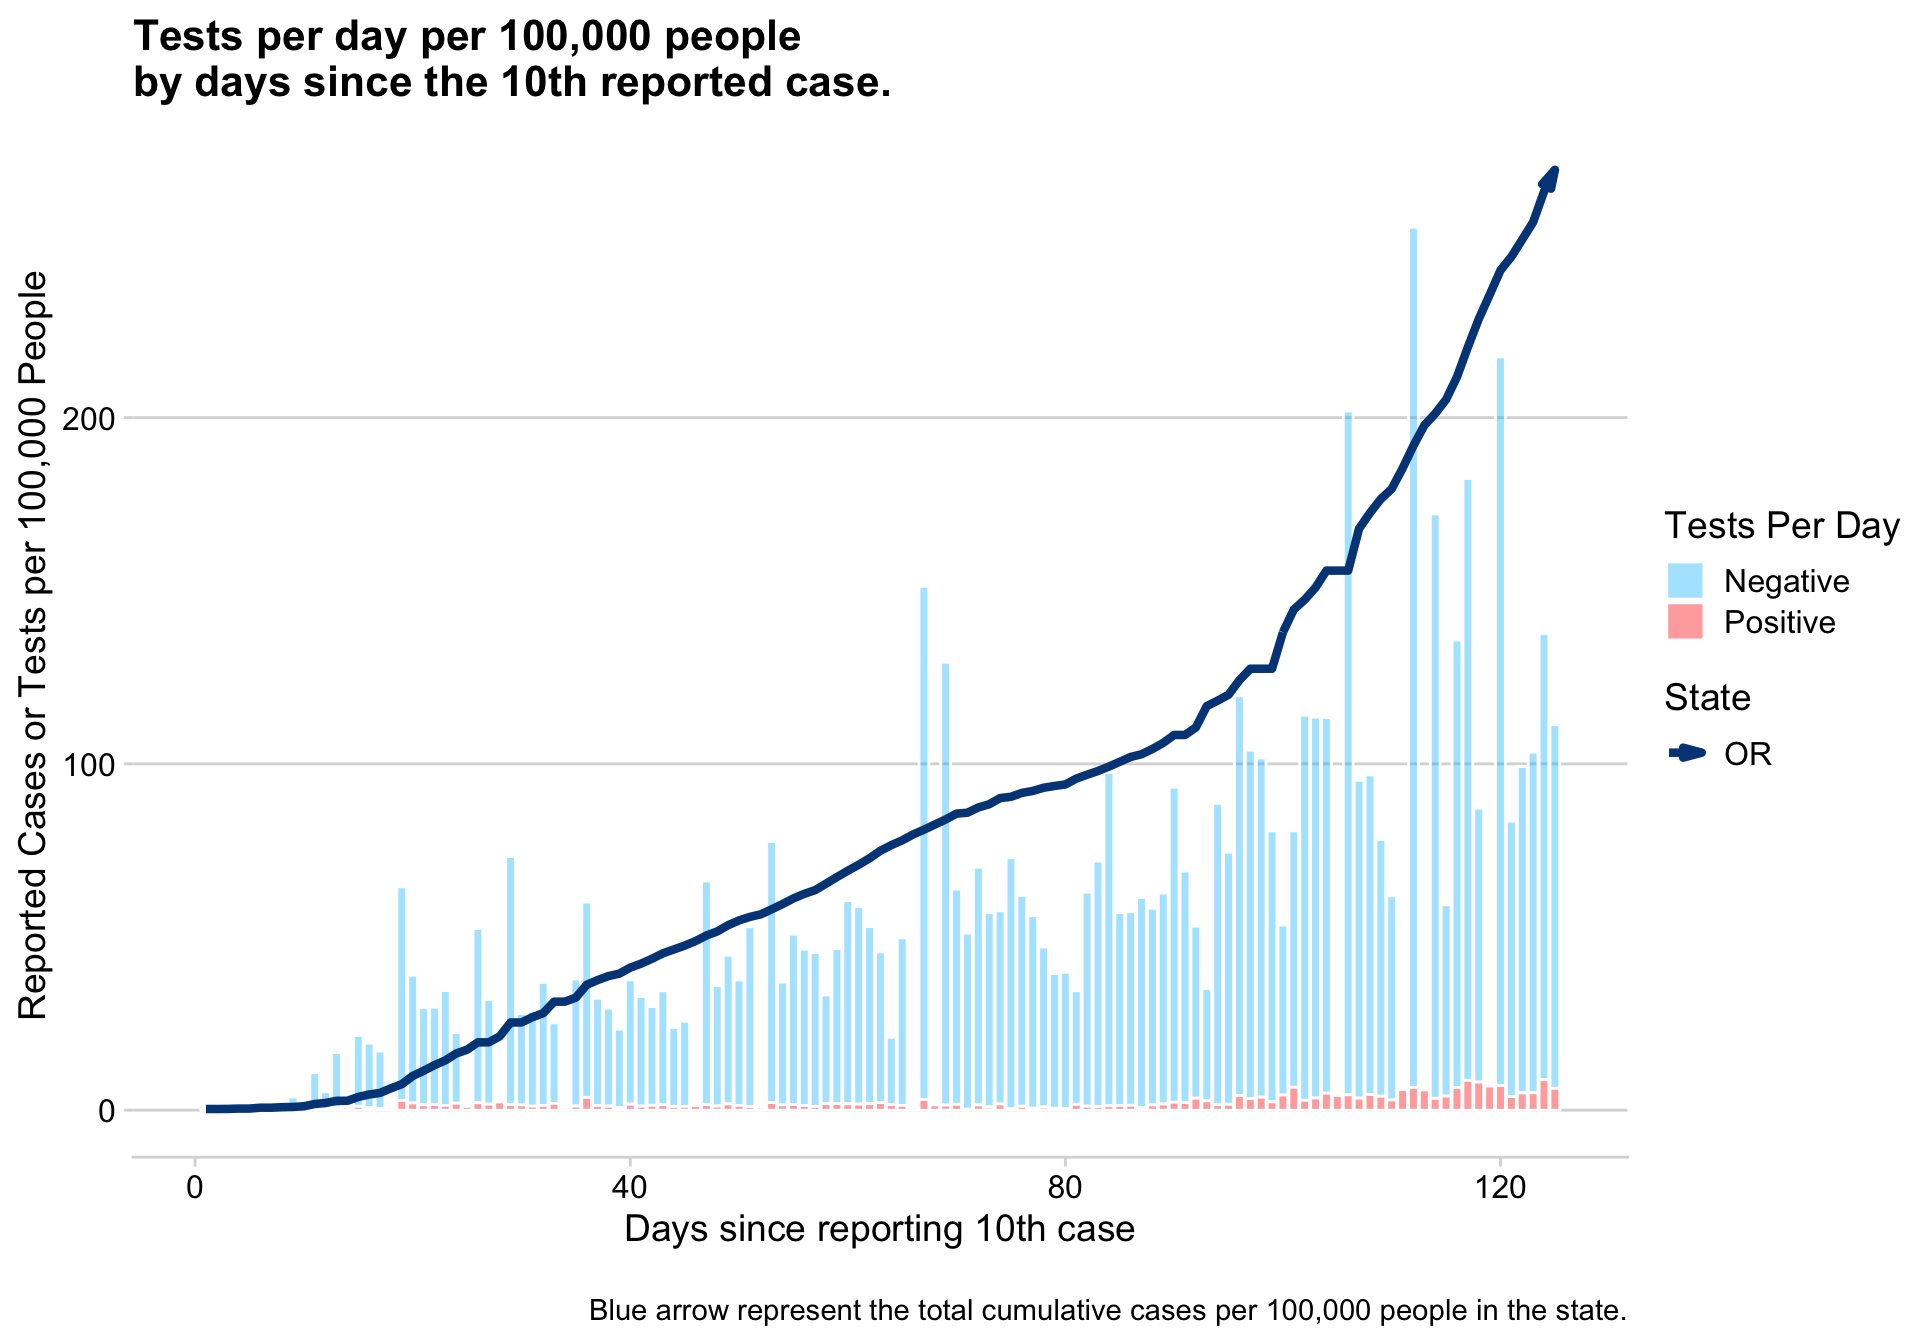 Tests per day per 100,000 people
by days since the 10th reported case.
Reported Cases or Tests per 100,000 People
200
100
0
0
40
80
120
Days since reporting 10th case
Tests Per Day
Negative
Positive
State
OR
Blue arrow represent the total cumulative cases per 100,000 people in the state.